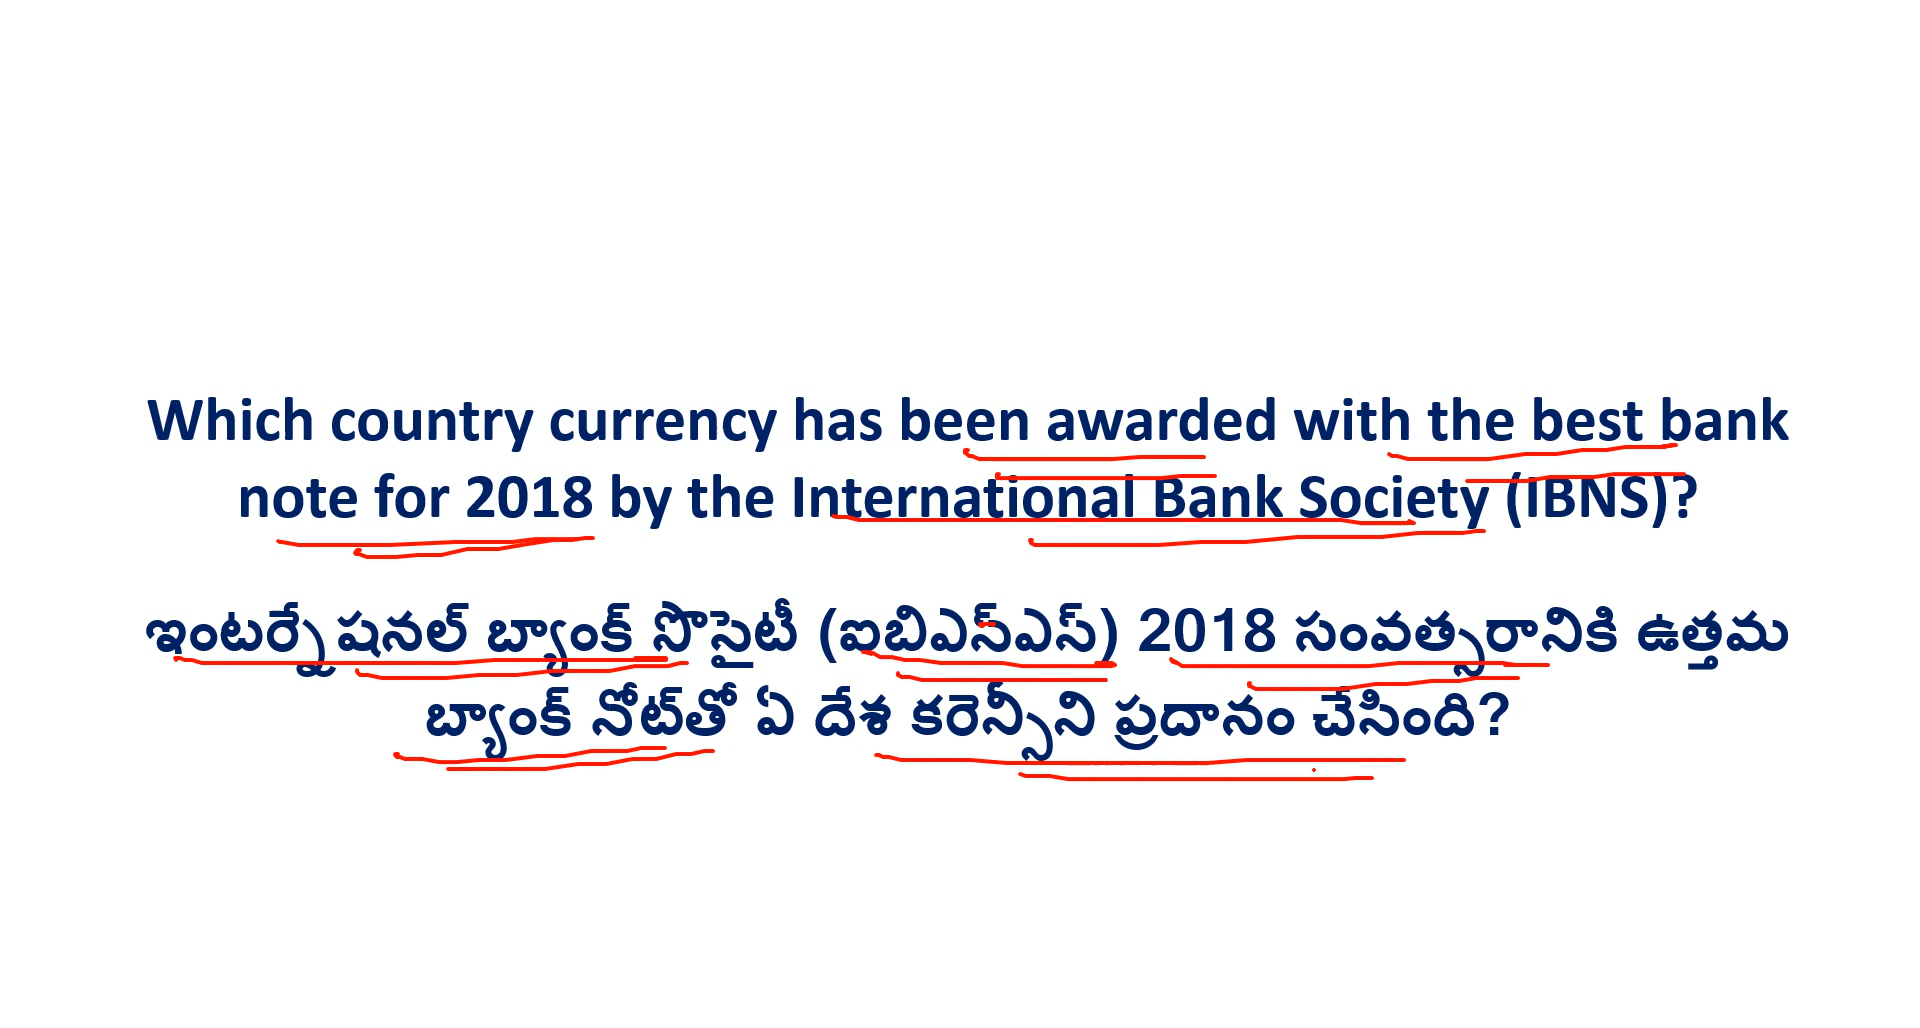 Which country currency has been awarded with the best bank
note for 2018 by the International Bank Society (IBNS)?
ఇంటర్నేషనల్ బ్యాంక్ సొసైటీ (ఐబిఎస్ఎస్) 2018 సంవత్సరానికి ఉత్తమ
బ్యాంక్ నోట్‌తో ఏ దేశ కరెన్సీని ప్రదానం చేసింది?